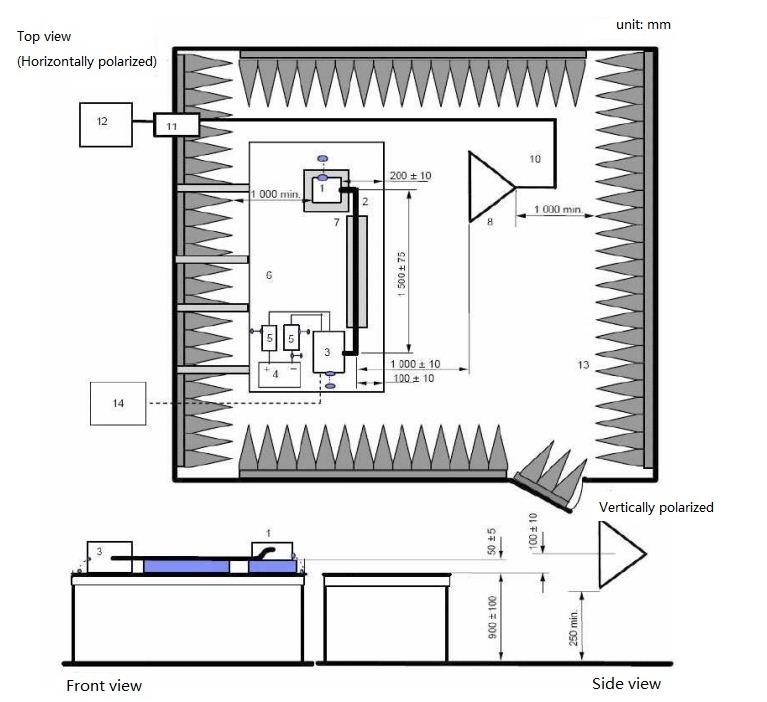 unit: mm
Top view
(Horizontally polarized)
12
11
10
1
200 ± 10
1 000 min.
2
1 000 min.
7
8
1 500 ± 75
6
5
5
3
+ 4 −
1 000 ± 10
13
100 ± 10
14
Vertically polarized
3
1
50 ±5
100 ± 10
900 ± 100
250 min.
Front view
Side view